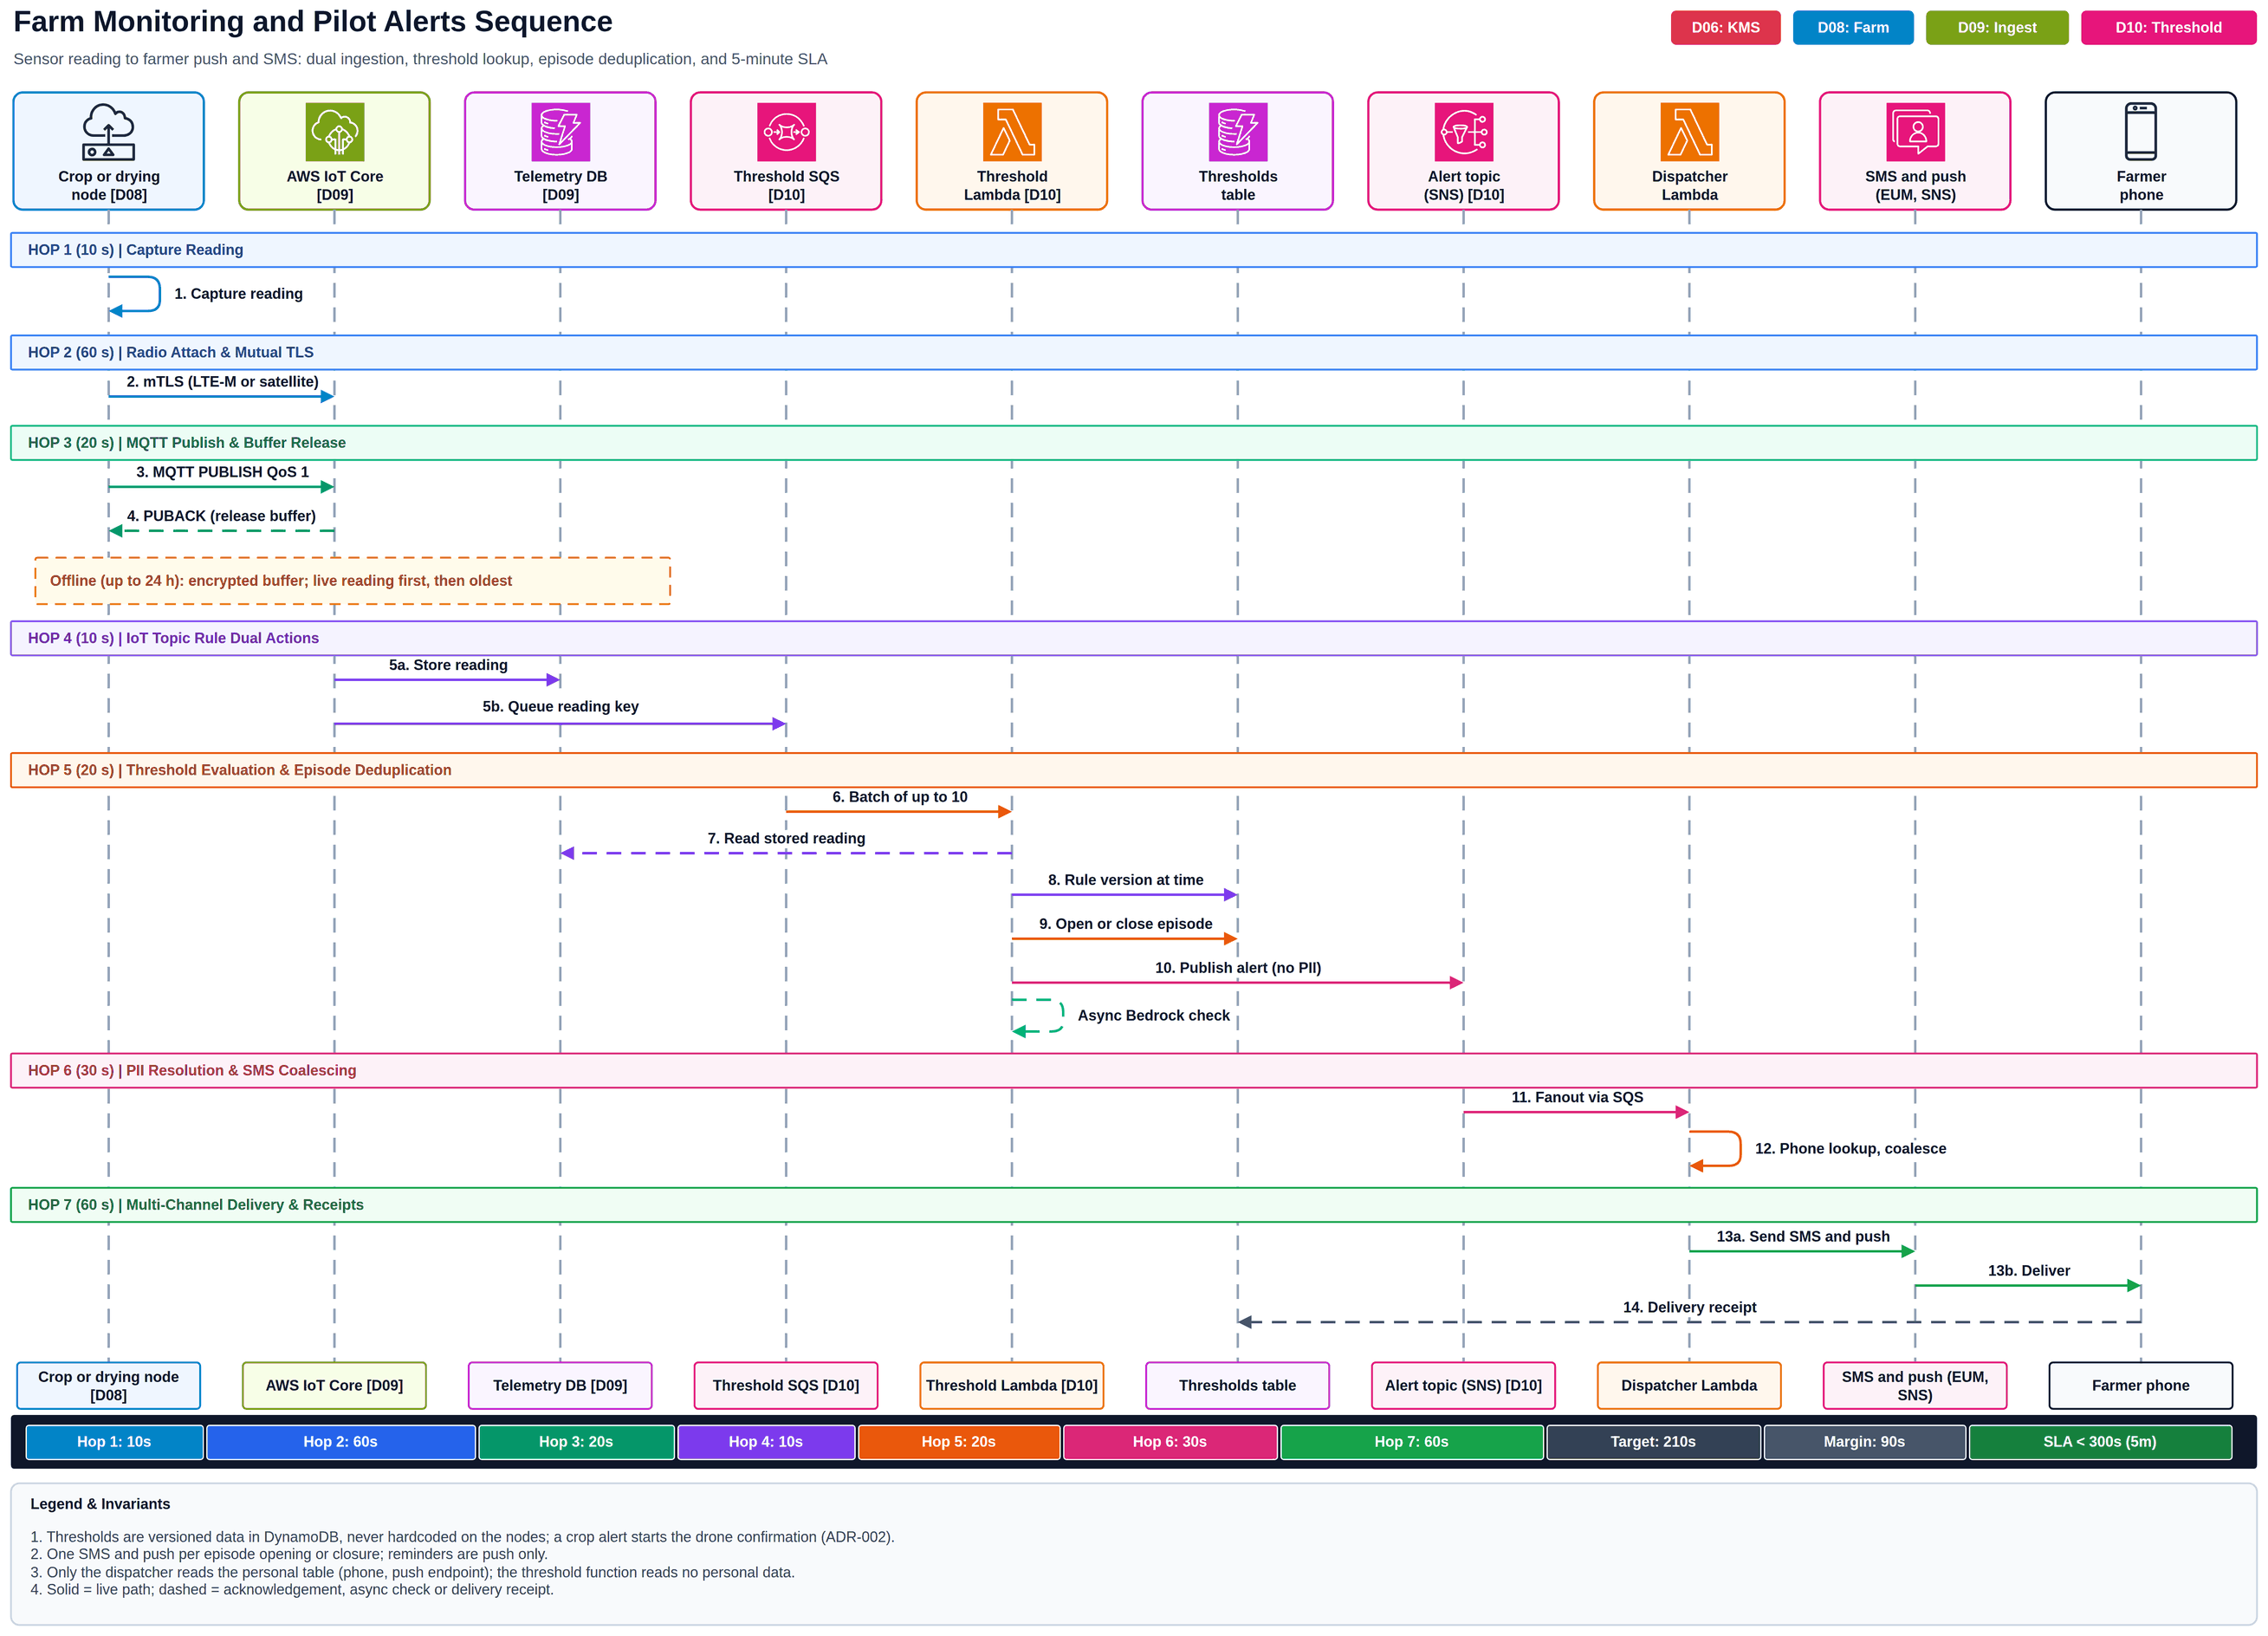 Farm Monitoring and Pilot Alerts Sequence
D06: KMS
D08: Farm
D09: Ingest
D10: Threshold
Sensor reading to farmer push and SMS: dual ingestion, threshold lookup, episode deduplication, and 5-minute SLA
Crop or drying
node [D08]
AWS IoT Core
[D09]
Telemetry DB
[D09]
Threshold SQS
[D10]
Threshold
Lambda [D10]
Thresholds
table
Alert topic
(SNS) [D10]
Dispatcher
Lambda
SMS and push
(EUM, SNS)
Farmer
phone
HOP 1 (10 s) | Capture Reading
1. Capture reading
HOP 2 (60 s) | Radio Attach & Mutual TLS
2. mTLS (LTE-M or satellite)
HOP 3 (20 s) | MQTT Publish & Buffer Release
3. MQTT PUBLISH QoS 1
4. PUBACK (release buffer)
Offline (up to 24 h): encrypted buffer; live reading first, then oldest
HOP 4 (10 s) | IoT Topic Rule Dual Actions
5a. Store reading
5b. Queue reading key
HOP 5 (20 s) | Threshold Evaluation & Episode Deduplication
6. Batch of up to 10
7. Read stored reading
8. Rule version at time
9. Open or close episode
10. Publish alert (no PII)
Async Bedrock check
HOP 6 (30 s) | PII Resolution & SMS Coalescing
11. Fanout via SQS
12. Phone lookup, coalesce
HOP 7 (60 s) | Multi-Channel Delivery & Receipts
13a. Send SMS and push
13b. Deliver
14. Delivery receipt
Crop or drying node
[D08]
AWS IoT Core [D09]
Telemetry DB [D09]
Threshold SQS [D10]
Threshold Lambda [D10]
Thresholds table
Alert topic (SNS) [D10]
Dispatcher Lambda
SMS and push (EUM,
SNS)
Farmer phone
Hop 1: 10s
Hop 2: 60s
Hop 3: 20s
Hop 4: 10s
Hop 5: 20s
Hop 6: 30s
Hop 7: 60s
Target: 210s
Margin: 90s
SLA < 300s (5m)
Legend & Invariants
1. Thresholds are versioned data in DynamoDB, never hardcoded on the nodes; a crop alert starts the drone confirmation (ADR-002).
2. One SMS and push per episode opening or closure; reminders are push only.
3. Only the dispatcher reads the personal table (phone, push endpoint); the threshold function reads no personal data.
4. Solid = live path; dashed = acknowledgement, async check or delivery receipt.